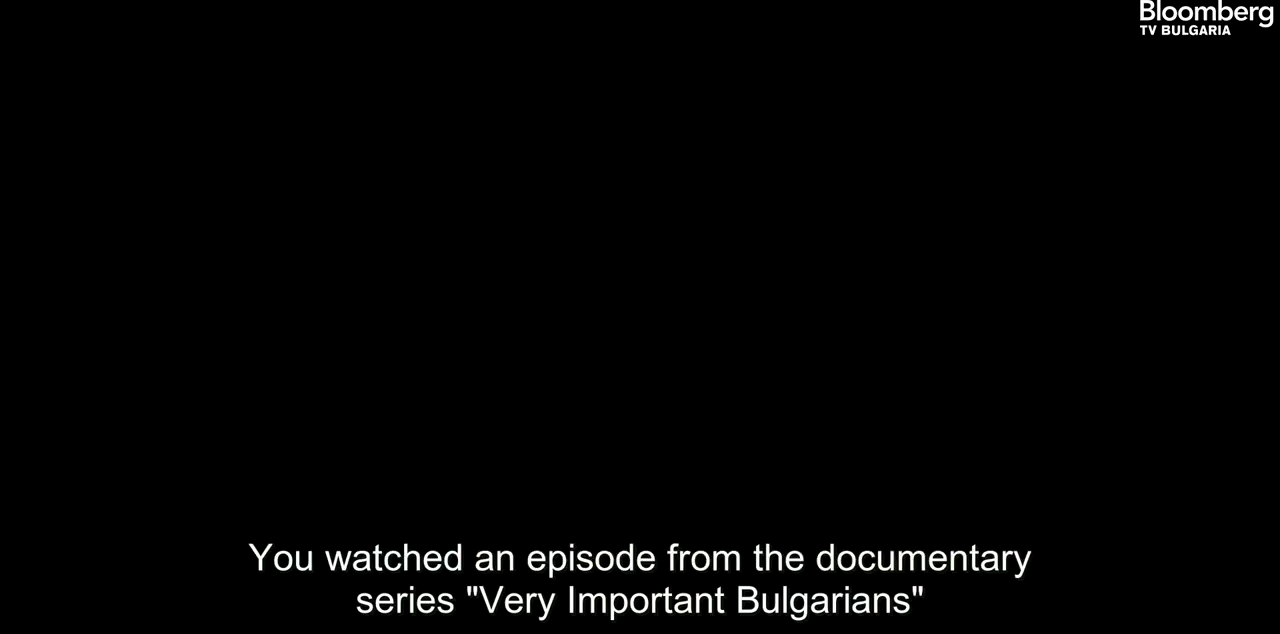 Bloomberg
TV BULGARIA
You watched an episode from the documentary
series "Very Important Bulgarians"